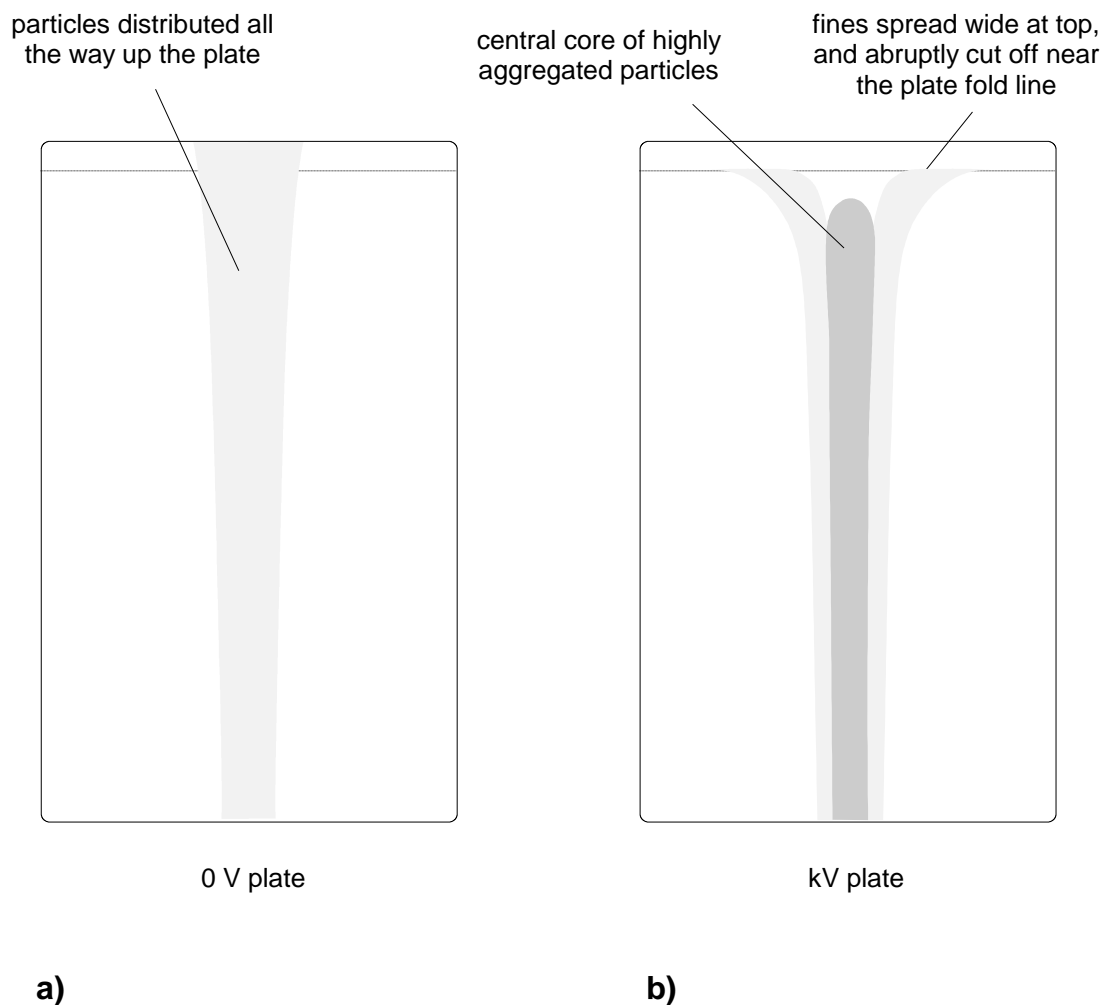 particles distributed all
the way up the plate
central core of highly
aggregated particles
fines spread wide at top,
and abruptly cut off near
the plate fold line
0 V plate
kV plate
a)
b)